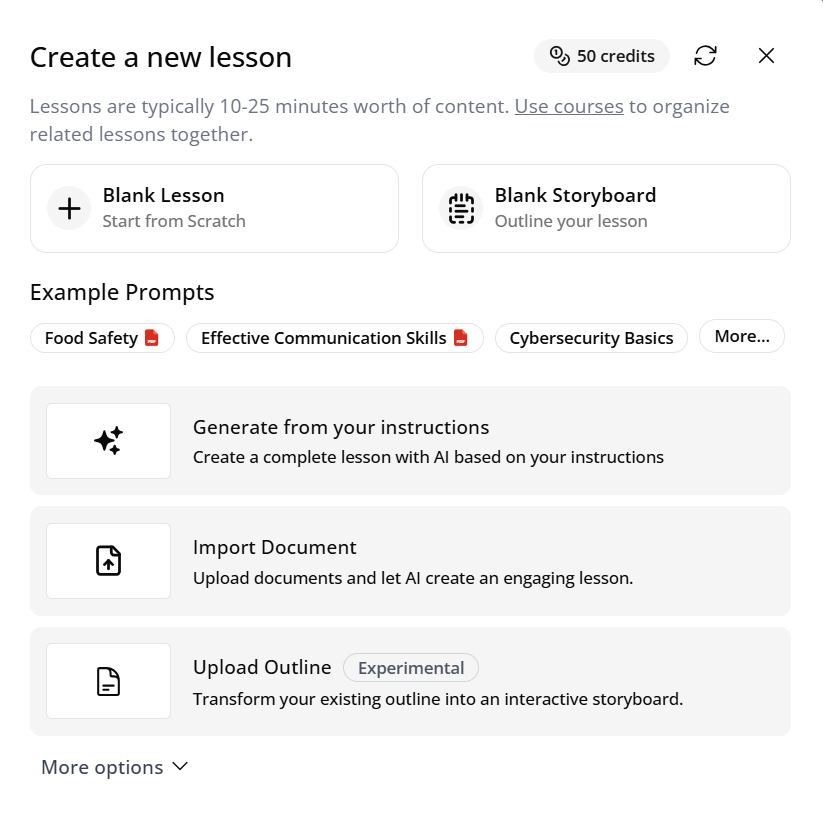 Create a new lesson
50 credits
Lessons are typically 10-25 minutes worth of content. Use courses to organize
related lessons together.
Blank Lesson
Start from Scratch
Blank Storyboard
Outline your lesson
Example Prompts
Food Safety
Effective Communication Skills
Cybersecurity Basics
More...
Generate from your instructions
Create a complete lesson with AI based on your instructions
Import Document
Upload documents and let AI create an engaging lesson.
Upload Outline Experimental
Transform your existing outline into an interactive storyboard.
More options